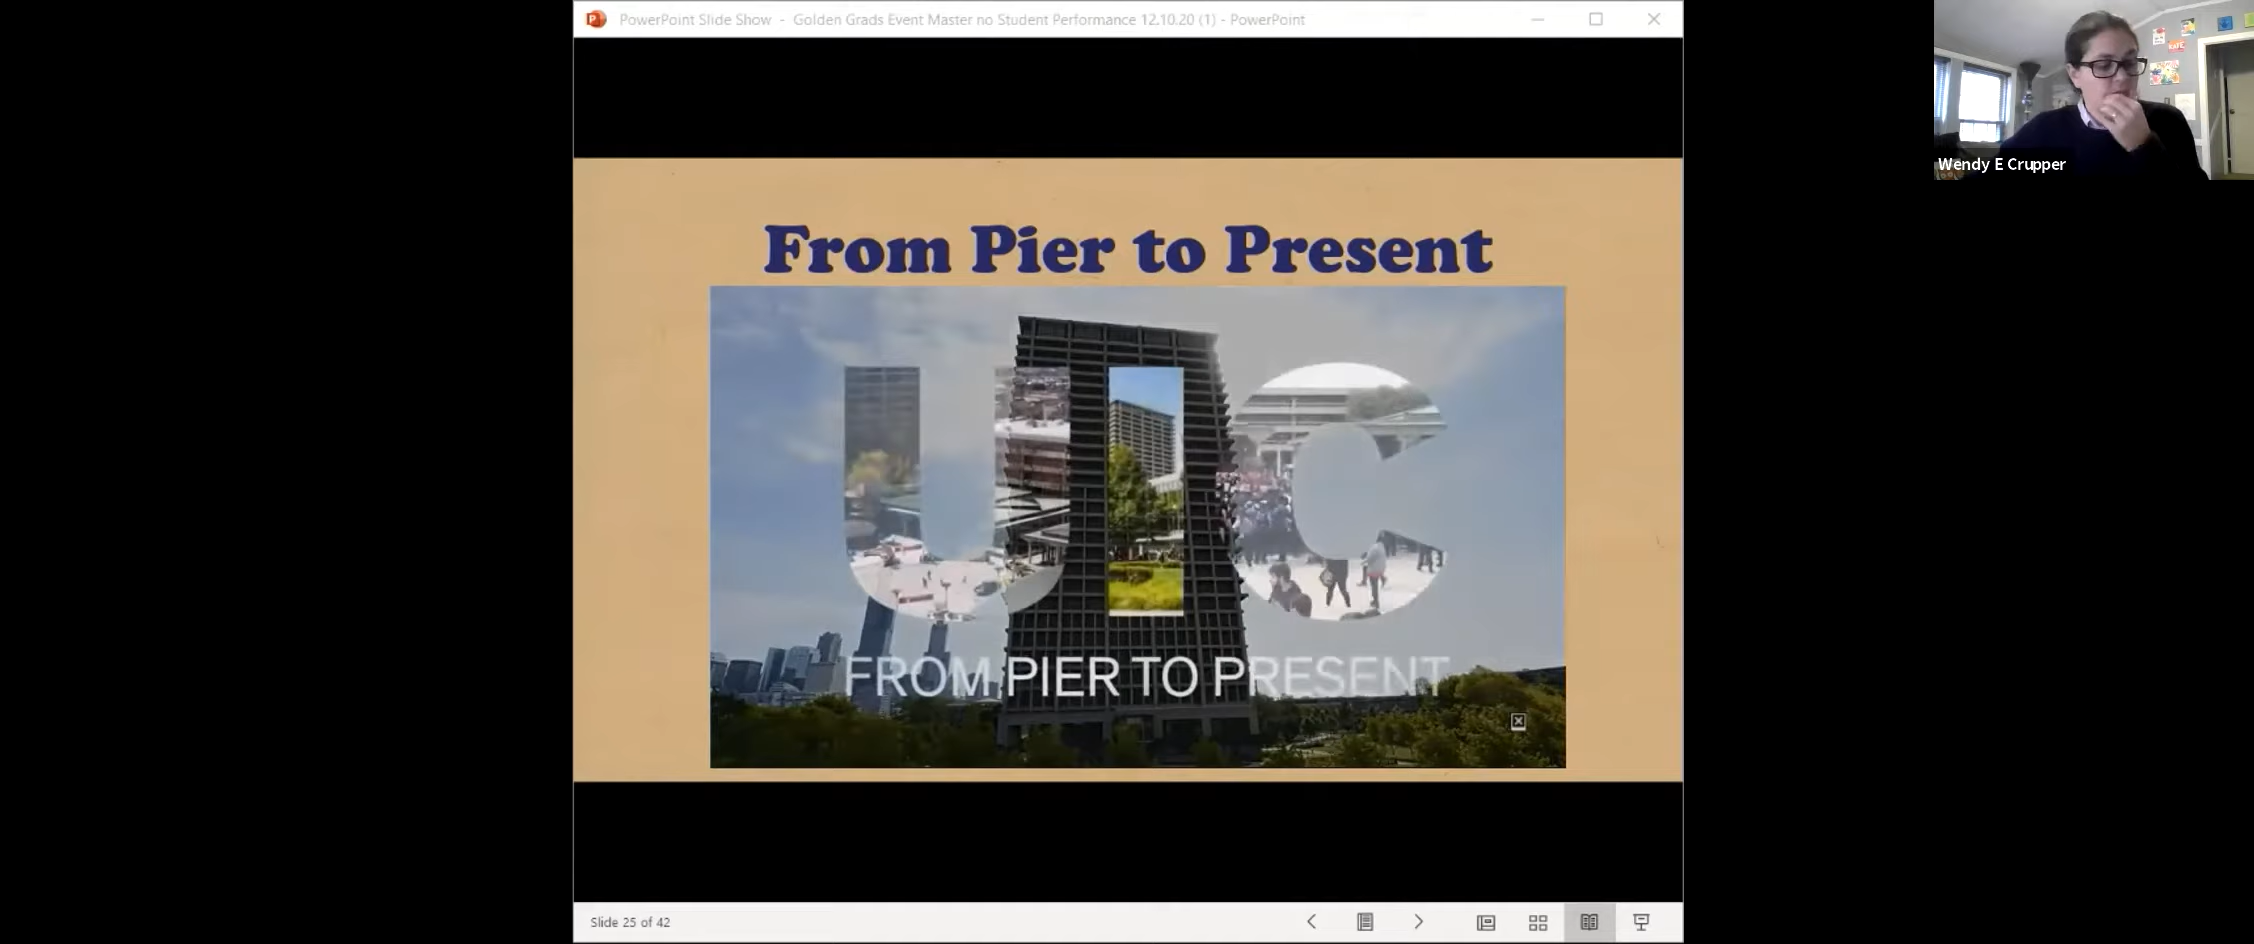 PowerPoint Slide Show - Golden Grads Event Master no Student Performance 12.10.20 (1) - PowerPoint
Wendy E Crupper
From Pier to Present
UIC
FROM PIER TO PRESENT
Slide 25 of 42